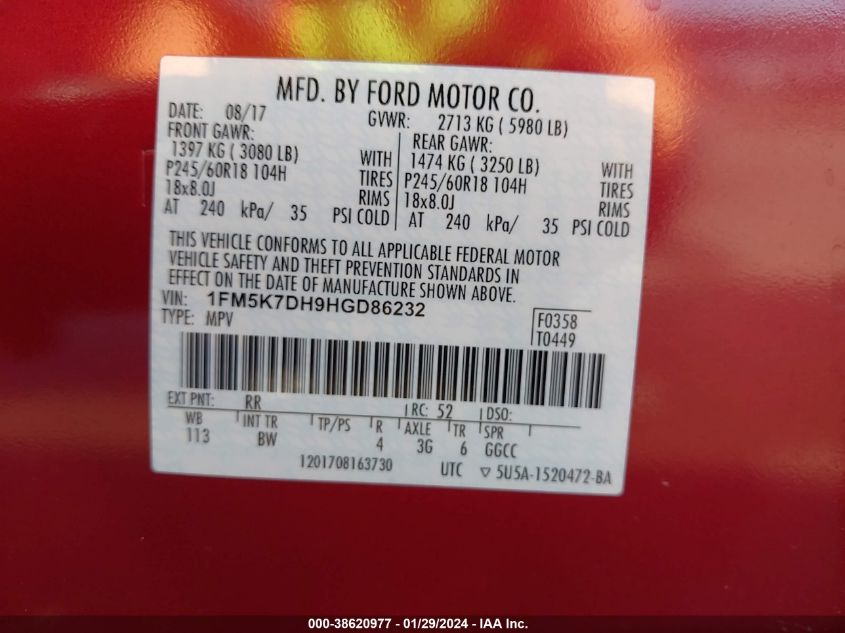 MFD. BY FORD MOTOR CO.
DATE: 08/17 GVWR: 2713 KG ( 5980 LB)
FRONT GAWR: REAR GAWR:
1397 KG ( 3080 LB) WITH 1474 KG ( 3250 LB) WITH
P245/60R18 104H TIRES P245/60R18 104H TIRES
18x8.0J RIMS 18x8.0J RIMS
AT 240 kPa/ 35 PSI COLD AT 240 kPa/ 35 PSI COLD
THIS VEHICLE CONFORMS TO ALL APPLICABLE FEDERAL MOTOR
VEHICLE SAFETY AND THEFT PREVENTION STANDARDS IN
EFFECT ON THE DATE OF MANUFACTURE SHOWN ABOVE.
VIN: 1FM5K7DH9HGD86232 F0358
TYPE: MPV T0449
EXT PNT: RR RC: 52 DSO:
WB INT TR TP/PS R AXLE TR SPR
113 BW 4 3G 6 GGCC
1201708163730 UTC ▽ 5U5A-1520472-BA
000-38620977 - 01/29/2024 - IAA Inc.